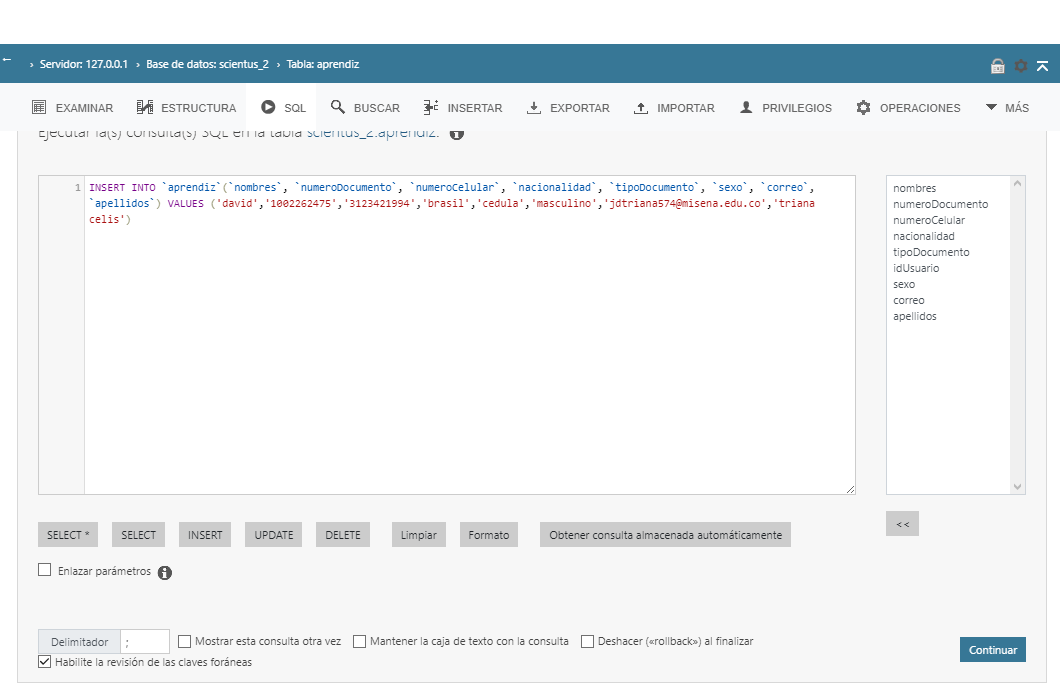 ← › Servidor: 127.0.0.1 › Base de datos: scientus_2 › Tabla: aprendiz
EXAMINAR ESTRUCTURA SQL BUSCAR INSERTAR EXPORTAR IMPORTAR PRIVILEGIOS OPERACIONES MÁS
Ejecutar la(s) consulta(s) SQL en la tabla scientus_2.aprendiz:
1 INSERT INTO `aprendiz`(`nombres`, `numeroDocumento`, `numeroCelular`, `nacionalidad`, `tipoDocumento`, `sexo`, `correo`,
`apellidos`) VALUES ('david','1002262475','3123421994','brasil','cedula','masculino','jdtriana574@misena.edu.co','triana
celis')
nombres
numeroDocumento
numeroCelular
nacionalidad
tipoDocumento
idUsuario
sexo
correo
apellidos
<<
SELECT * SELECT INSERT UPDATE DELETE Limpiar Formato Obtener consulta almacenada automáticamente
Enlazar parámetros
Delimitador ; Mostrar esta consulta otra vez Mantener la caja de texto con la consulta Deshacer («rollback») al finalizar
Habilite la revisión de las claves foráneas
Continuar